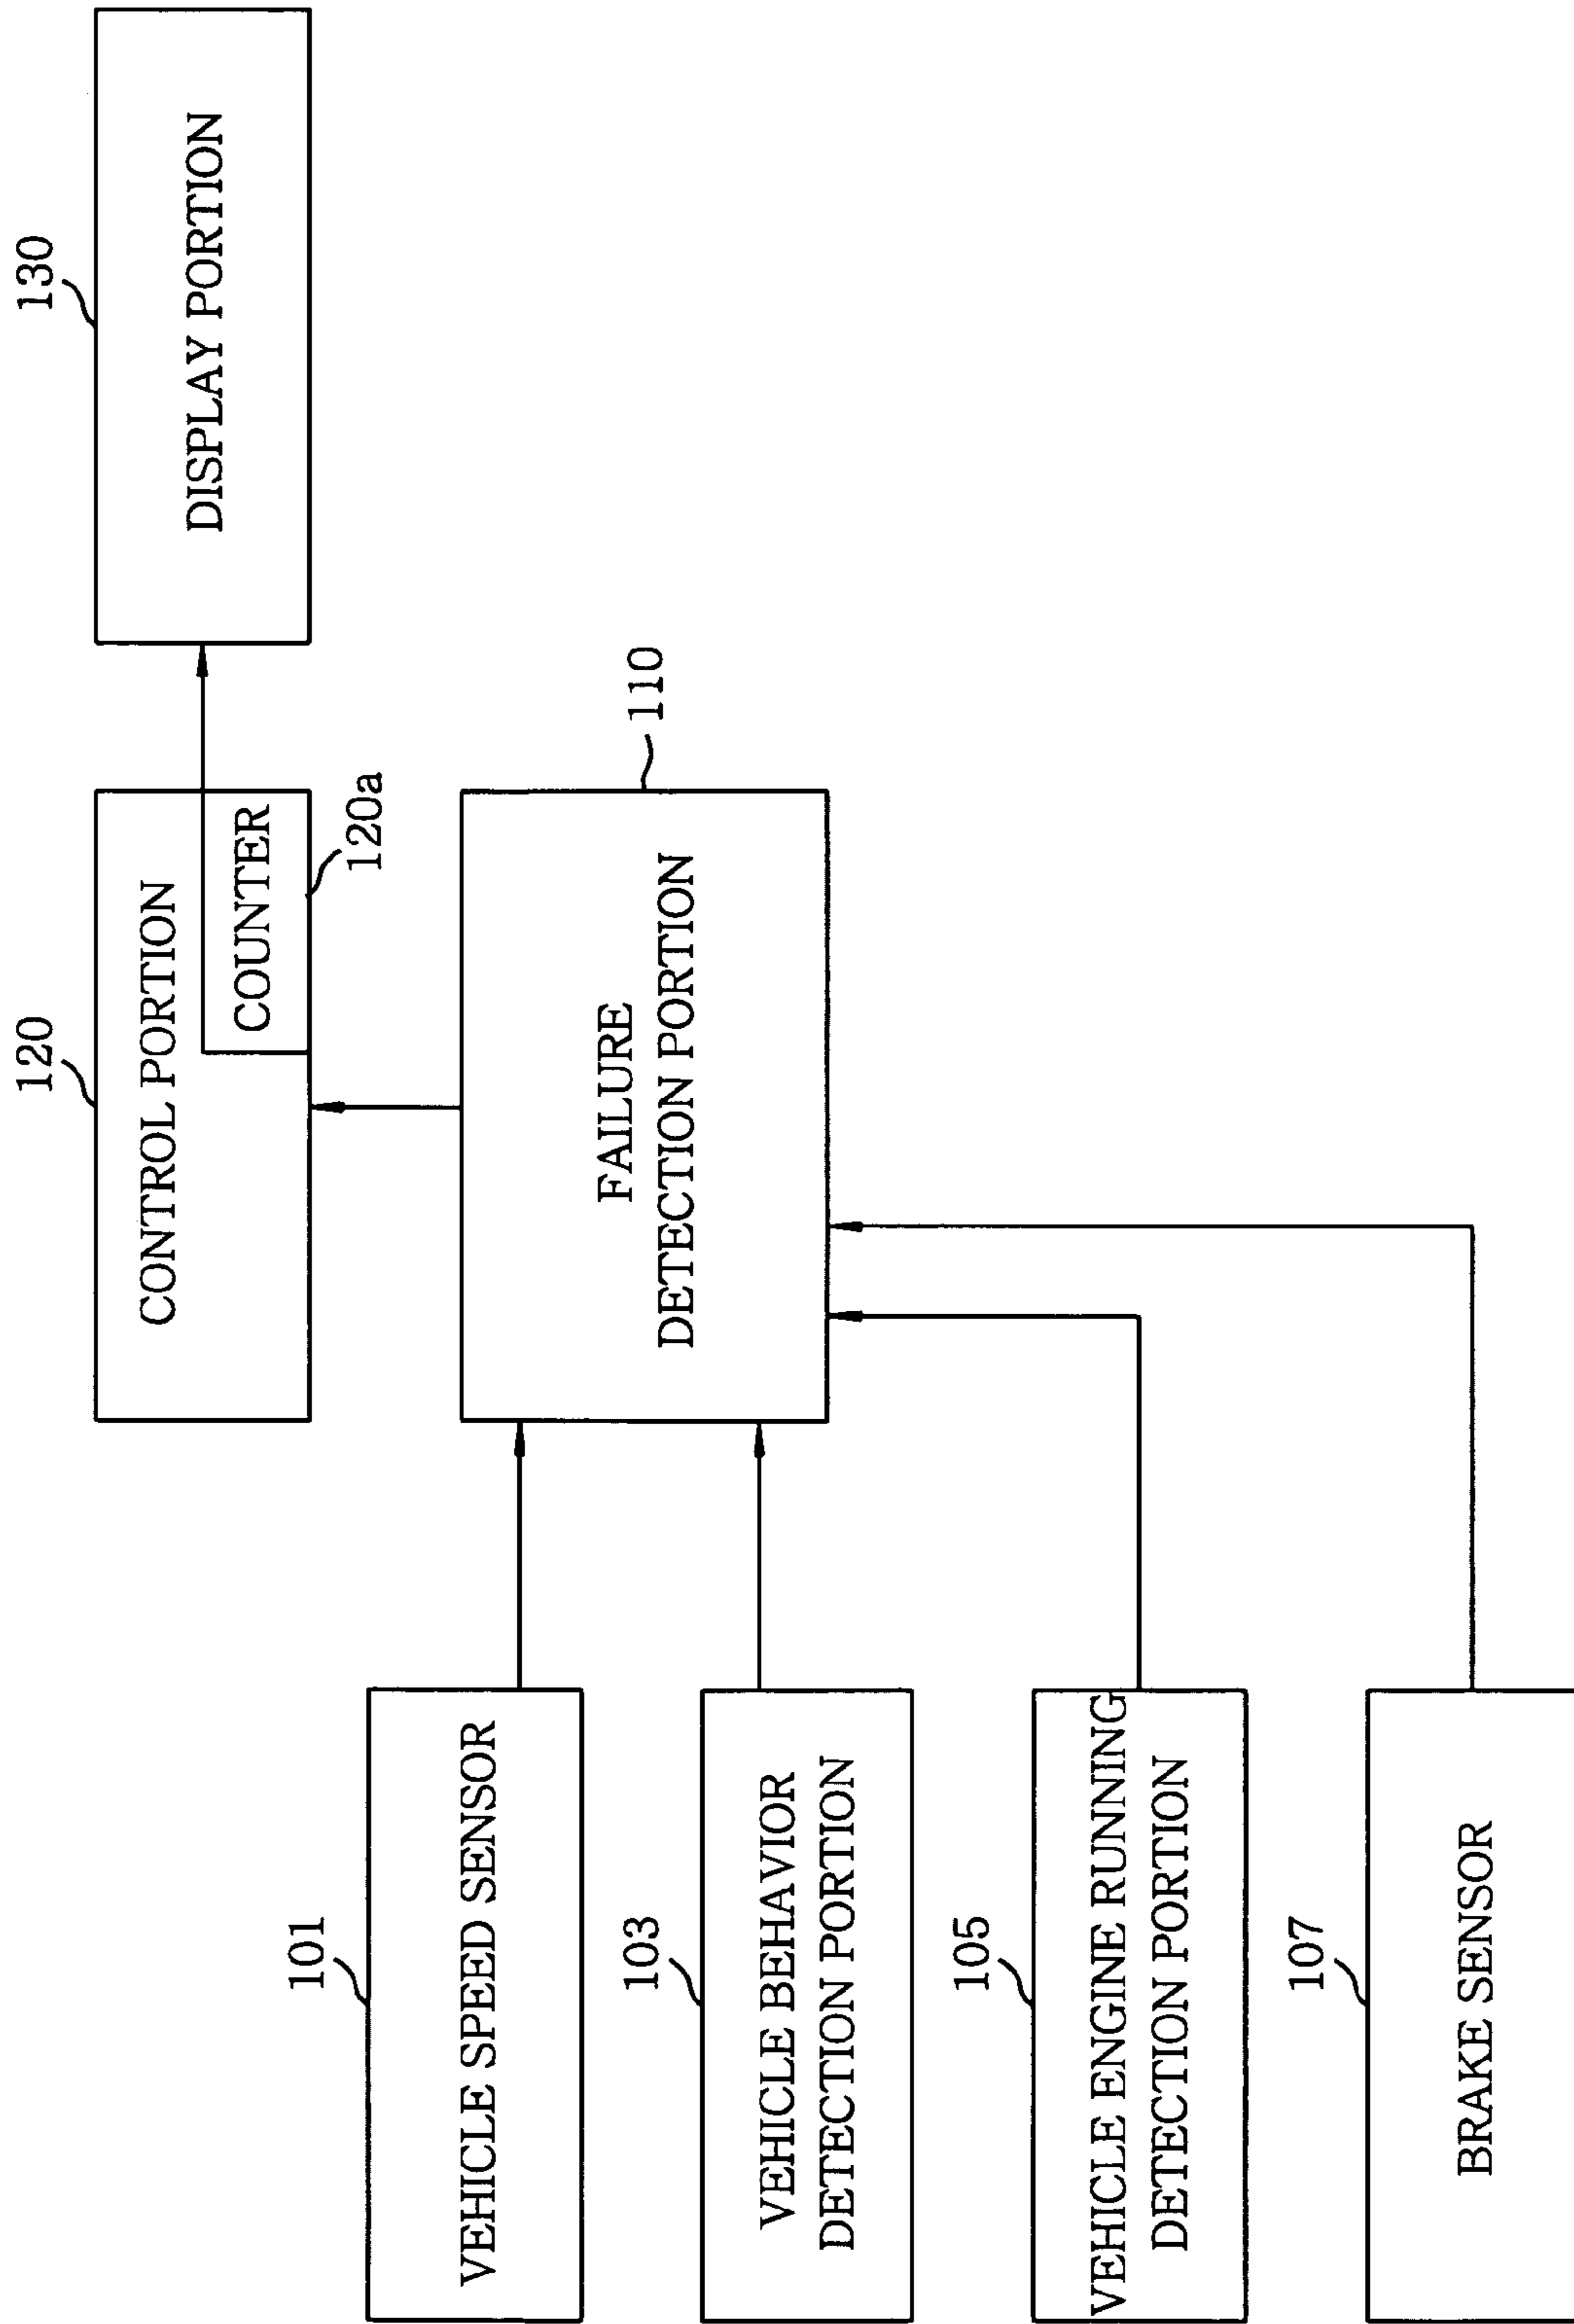 120
CONTROL PORTION
COUNTER
120a
130
DISPLAY PORTION
101
VEHICLE SPEED SENSOR
FAILURE
DETECTION PORTION
110
103
VEHICLE BEHAVIOR
DETECTION PORTION
105
VEHICLE ENGINE RUNNING
DETECTION PORTION
107
BRAKE SENSOR